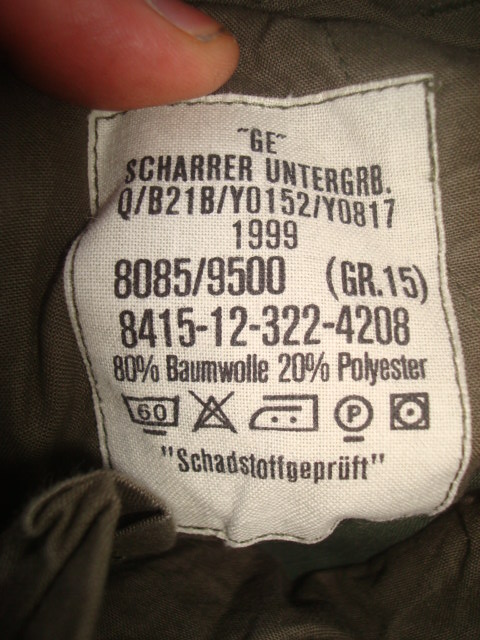 "GE"
SCHARRER UNTERGRB.
Q/B21B/Y0152/Y0817
1999
8085/9500 (GR.15)
8415-12-322-4208
80% Baumwolle 20% Polyester
60 P
"Schadstoffgeprüft"